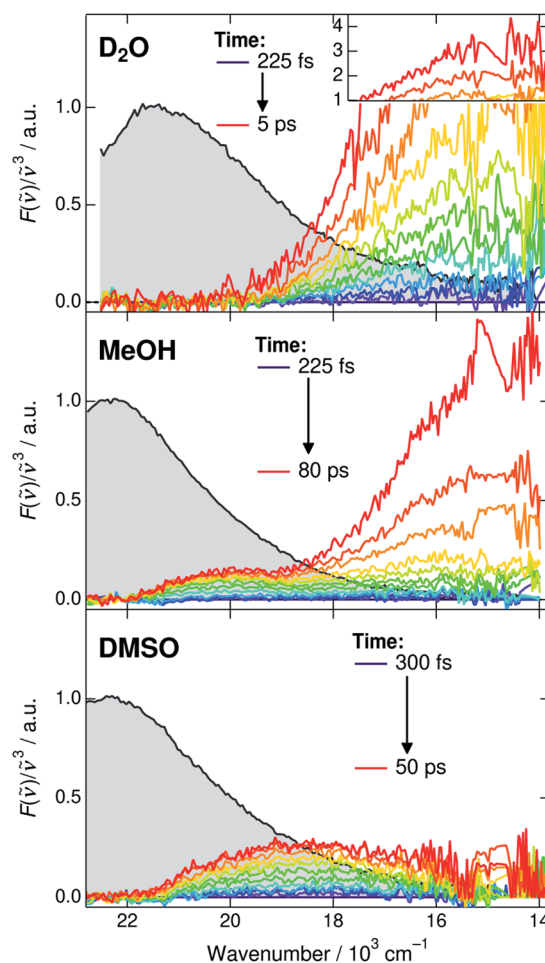 D₂O
Time:
225 fs
5 ps
4
3
2
1
1.0
0.5
0.0
F(ν̃)/ν̃³ / a.u.
MeOH
Time:
225 fs
80 ps
1.0
0.5
0.0
F(ν̃)/ν̃³ / a.u.
DMSO
Time:
300 fs
50 ps
1.0
0.5
0.0
F(ν̃)/ν̃³ / a.u.
22 20 18 16 14
Wavenumber / 10³ cm⁻¹